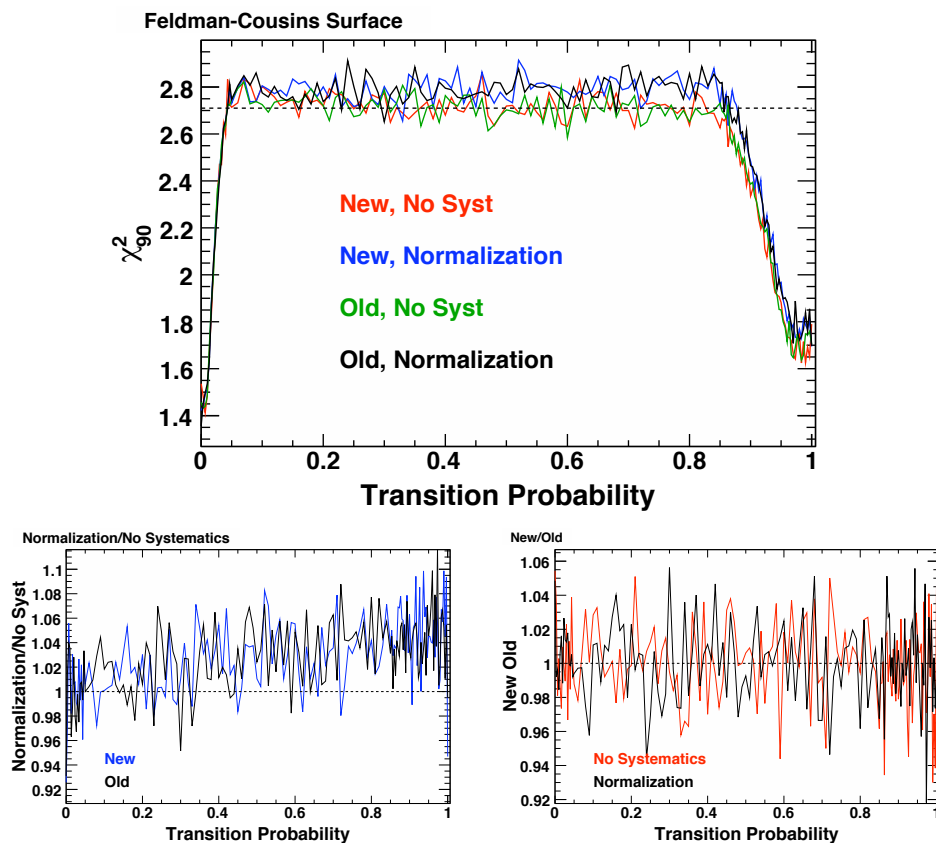 Feldman-Cousins Surface
χ²90
2.8
2.6
2.4
2.2
2
1.8
1.6
1.4
New, No Syst
New, Normalization
Old, No Syst
Old, Normalization
0 0.2 0.4 0.6 0.8 1
Transition Probability
Normalization/No Systematics
Normalization/No Syst
1.1
1.08
1.06
1.04
1.02
1
0.98
0.96
0.94
0.92
New
Old
0 0.2 0.4 0.6 0.8 1
Transition Probability
New/Old
New Old
1.06
1.04
1.02
1
0.98
0.96
0.94
0.92
No Systematics
Normalization
0 0.2 0.4 0.6 0.8 1
Transition Probability